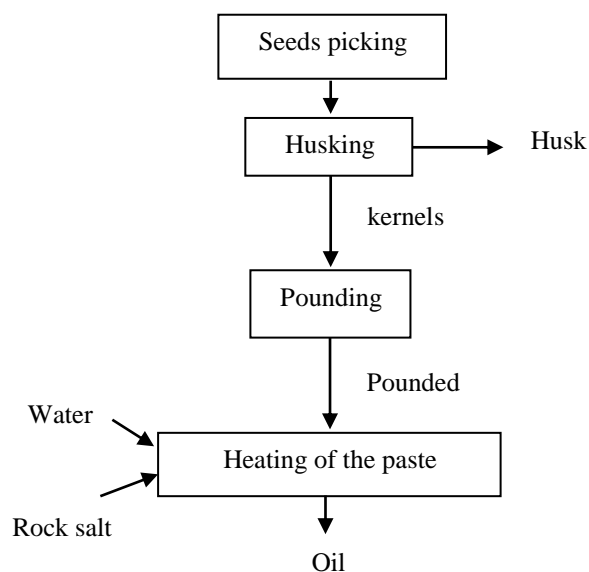 Seeds picking
Husking
Husk
kernels
Pounding
Pounded
Water
Heating of the paste
Rock salt
Oil